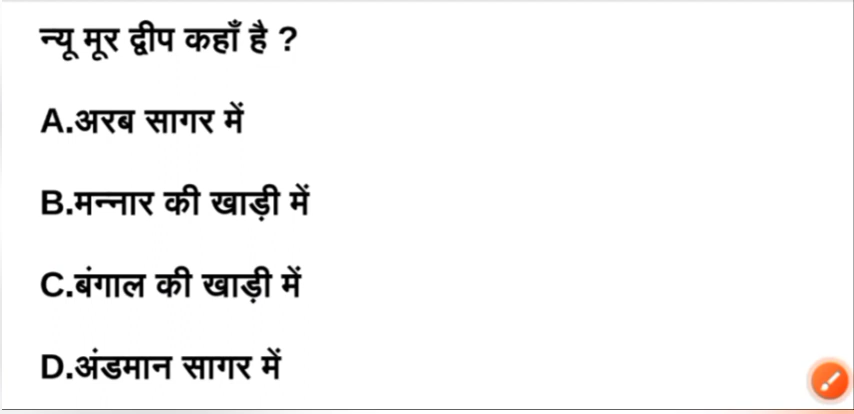 न्यू मूर द्वीप कहाँ है ?
A.अरब सागर में
B.मन्नार की खाड़ी में
C.बंगाल की खाड़ी में
D.अंडमान सागर में